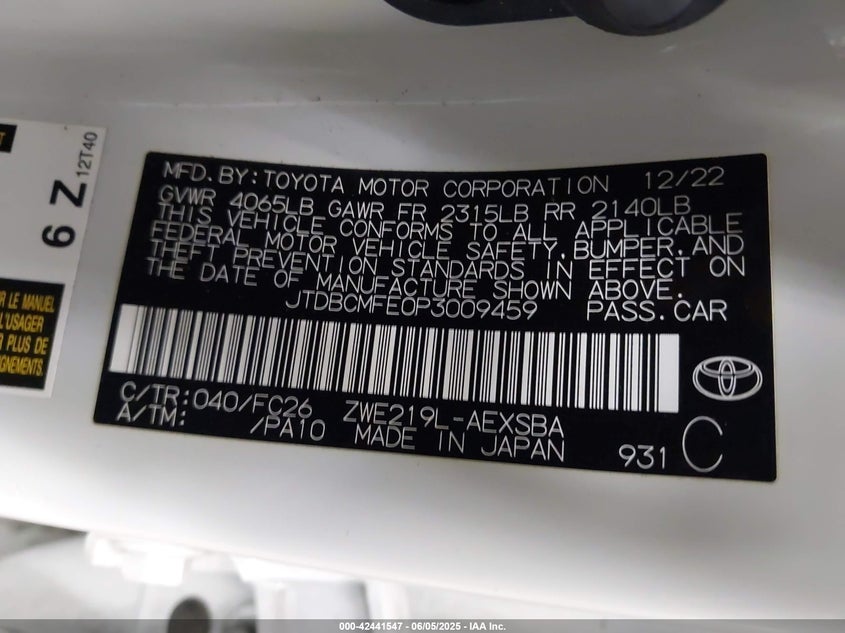 T
6 Z
12T40
R LE MANUEL
L'USAGER
R PLUS DE
IGNEMENTS.
MFD. BY: TOYOTA MOTOR CORPORATION 12/22
GVWR 4065LB GAWR FR 2315LB RR 2140LB
THIS VEHICLE CONFORMS TO ALL APPLICABLE
FEDERAL MOTOR VEHICLE SAFETY, BUMPER, AND
THEFT PREVENTION STANDARDS IN EFFECT ON
THE DATE OF MANUFACTURE SHOWN ABOVE.
JTDBCMFE0P3009459 PASS.CAR
C/TR: 040/FC26 ZWE219L-AEXSBA
A/TM: /PA10 MADE IN JAPAN 931 C
000-42441547 - 06/05/2025 - IAA Inc.